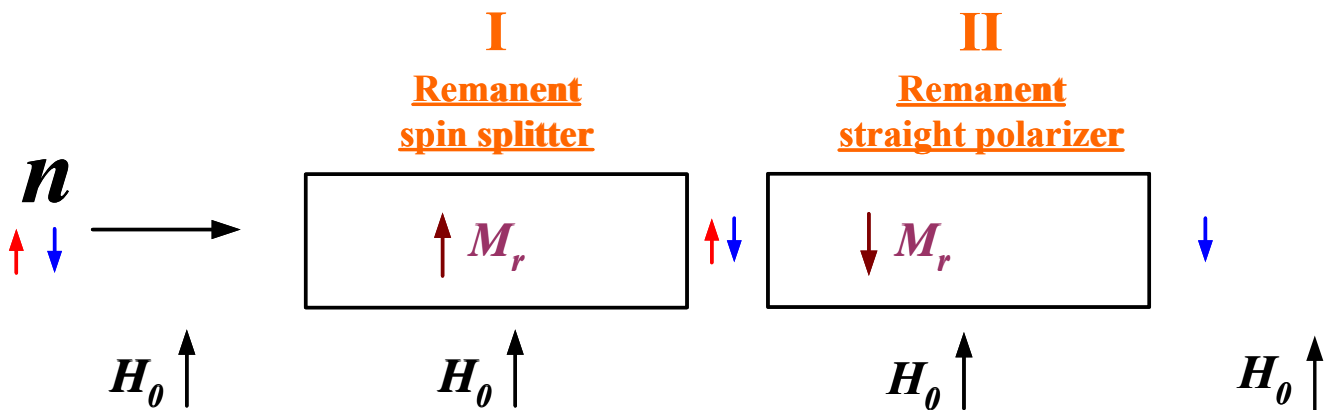 I
II
Remanent
spin splitter
Remanent
straight polarizer
n
M_r
M_r
H_0
H_0
H_0
H_0